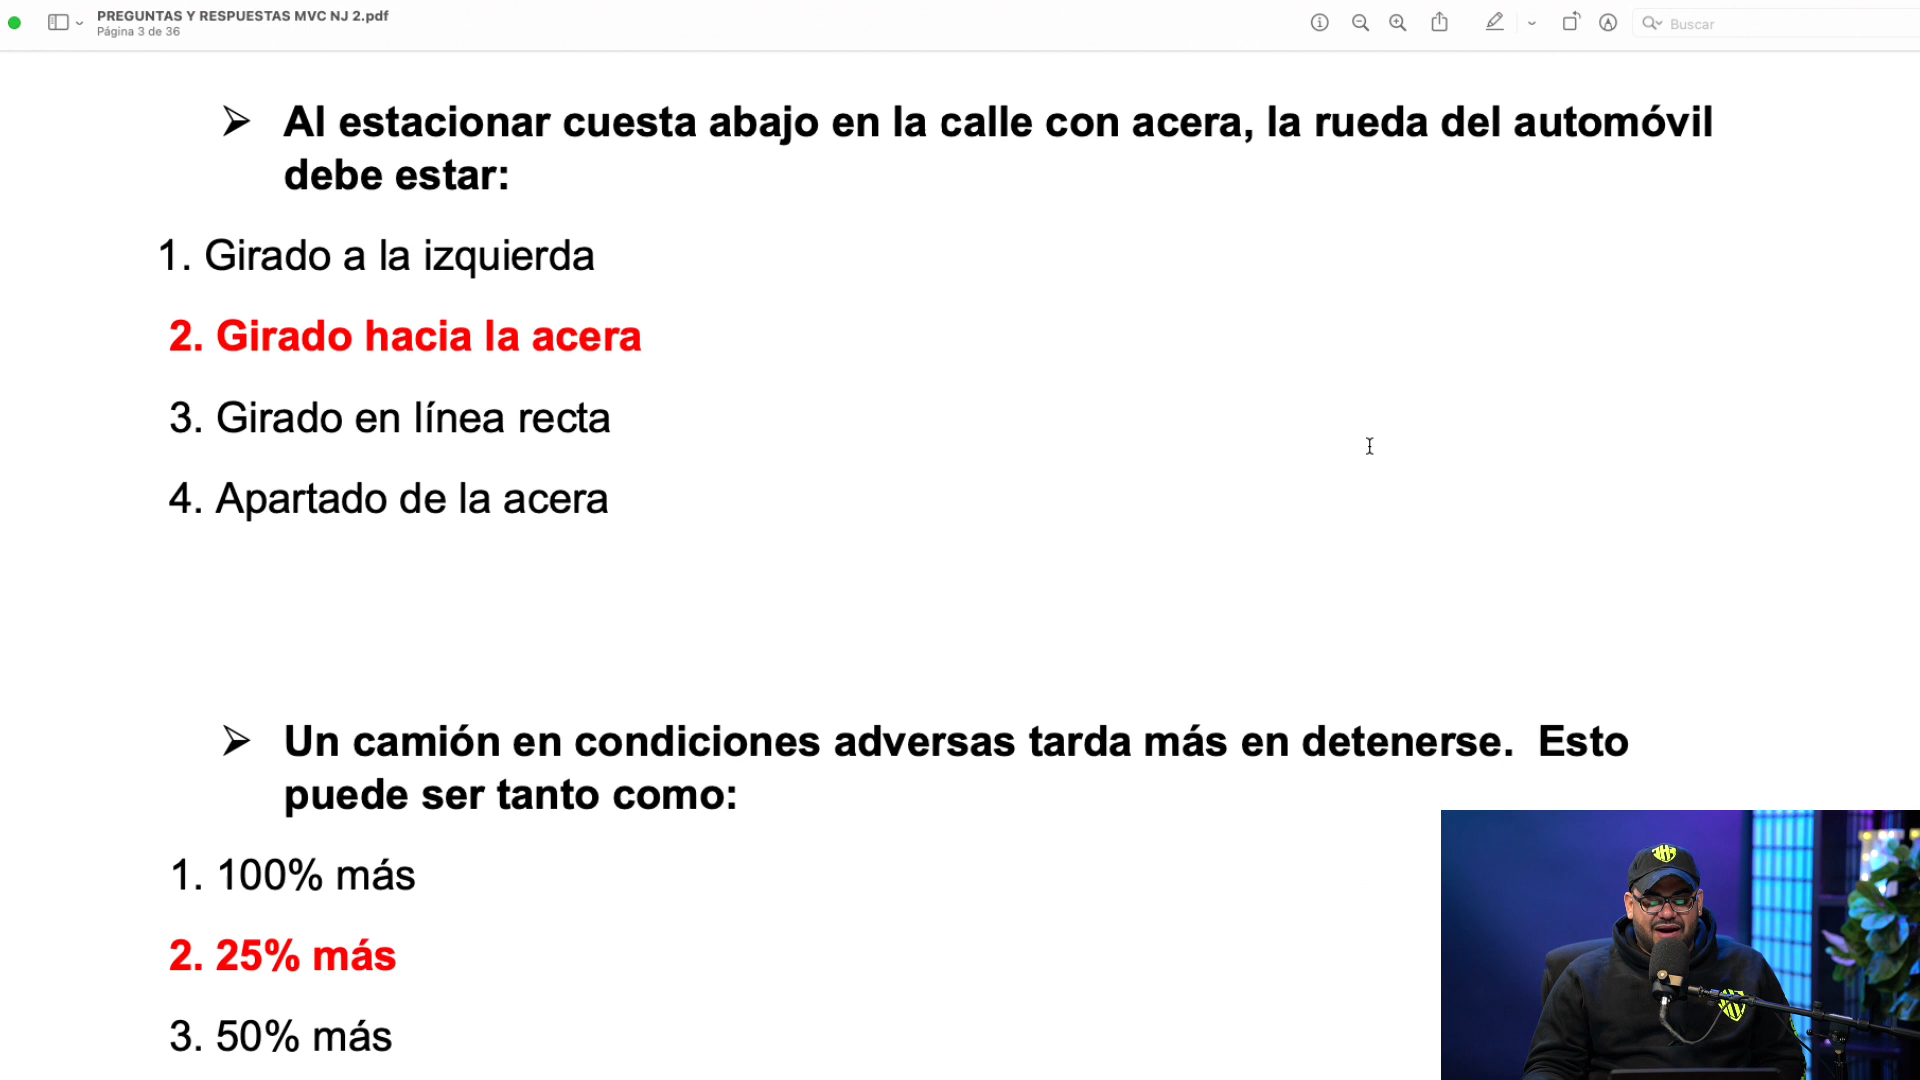 PREGUNTAS Y RESPUESTAS MVC NJ 2.pdf
Página 3 de 36
Buscar
➢ Al estacionar cuesta abajo en la calle con acera, la rueda del automóvil
debe estar:
1. Girado a la izquierda
2. Girado hacia la acera
3. Girado en línea recta
4. Apartado de la acera
➢ Un camión en condiciones adversas tarda más en detenerse.  Esto
puede ser tanto como:
1. 100% más
2. 25% más
3. 50% más